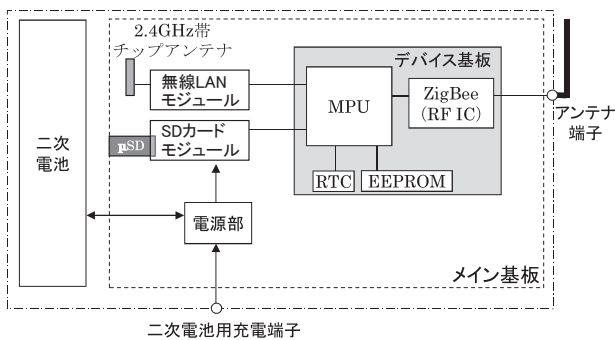 2.4GHz帯
チップアンテナ
無線LAN
モジュール
デバイス基板
MPU
ZigBee
(RF IC)
アンテナ
端子
二次
電池
μSD
SDカード
モジュール
RTC
EEPROM
電源部
メイン基板
二次電池用充電端子